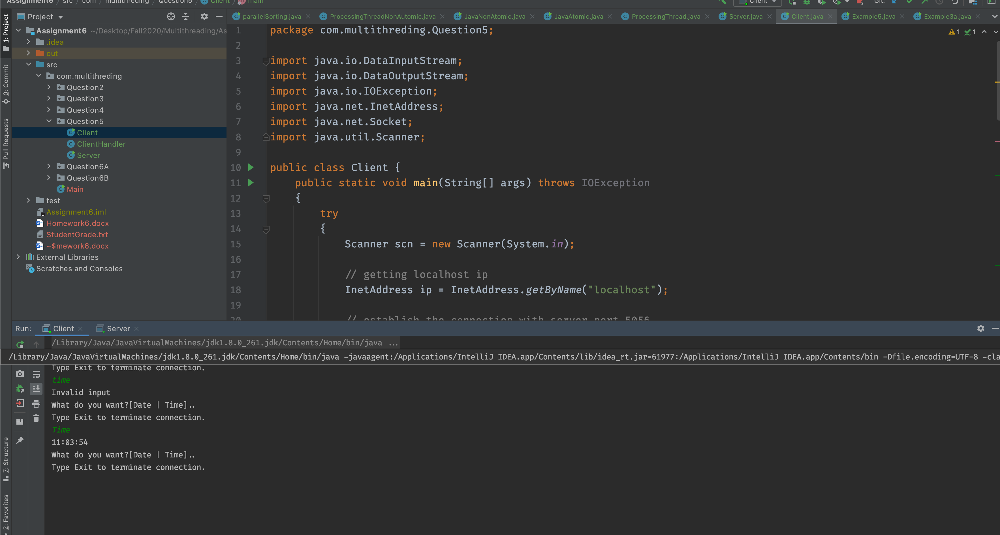 Assignment6 > src > com > multithreding > Question5 > Client > main
Client
Git:
Project
parallelSorting.java
ProcessingThreadNonAutomic.java
JavaNonAtomic.java
JavaAtomic.java
ProcessingThread.java
Server.java
Client.java
Example5.java
Example3a.java
1: Project
0: Commit
Pull Requests
7: Structure
2: Favorites
Assignment6 ~/Desktop/Fall2020/Multithreading/As
.idea
out
src
com.multithreding
Question2
Question3
Question4
Question5
Client
ClientHandler
Server
Question6A
Question6B
Main
test
Assignment6.iml
Homework6.docx
StudentGrade.txt
~$mework6.docx
External Libraries
Scratches and Consoles
1 1
1 package com.multithreding.Question5;
2
3 import java.io.DataInputStream;
4 import java.io.DataOutputStream;
5 import java.io.IOException;
6 import java.net.InetAddress;
7 import java.net.Socket;
8 import java.util.Scanner;
9
10 public class Client {
11 public static void main(String[] args) throws IOException
12 {
13 try
14 {
15 Scanner scn = new Scanner(System.in);
16
17 // getting localhost ip
18 InetAddress ip = InetAddress.getByName("localhost");
19
20 // establish the connection with server port 5056
Run: Client Server
/Library/Java/JavaVirtualMachines/jdk1.8.0_261.jdk/Contents/Home/bin/java ...
/Library/Java/JavaVirtualMachines/jdk1.8.0_261.jdk/Contents/Home/bin/java -javaagent:/Applications/IntelliJ IDEA.app/Contents/lib/idea_rt.jar=61977:/Applications/IntelliJ IDEA.app/Contents/bin -Dfile.encoding=UTF-8 -cla
Type Exit to terminate connection.
time
Invalid input
What do you want?[Date | Time]..
Type Exit to terminate connection.
Time
11:03:54
What do you want?[Date | Time]..
Type Exit to terminate connection.